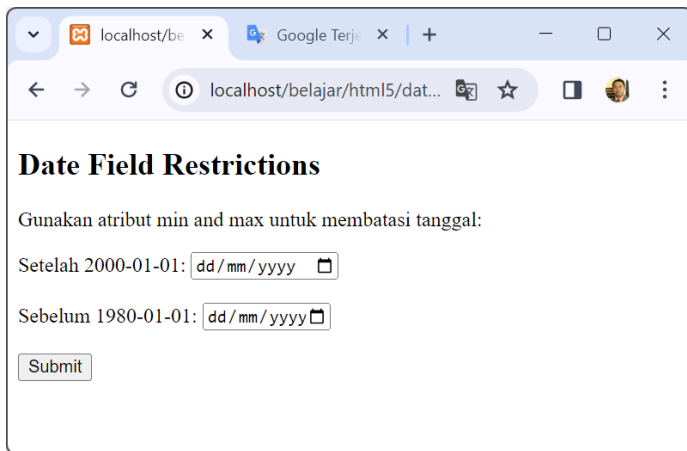 localhost/be
Google Terje
localhost/belajar/html5/dat...
Date Field Restrictions
Gunakan atribut min and max untuk membatasi tanggal:
Setelah 2000-01-01: dd/mm/yyyy
Sebelum 1980-01-01: dd/mm/yyyy
Submit